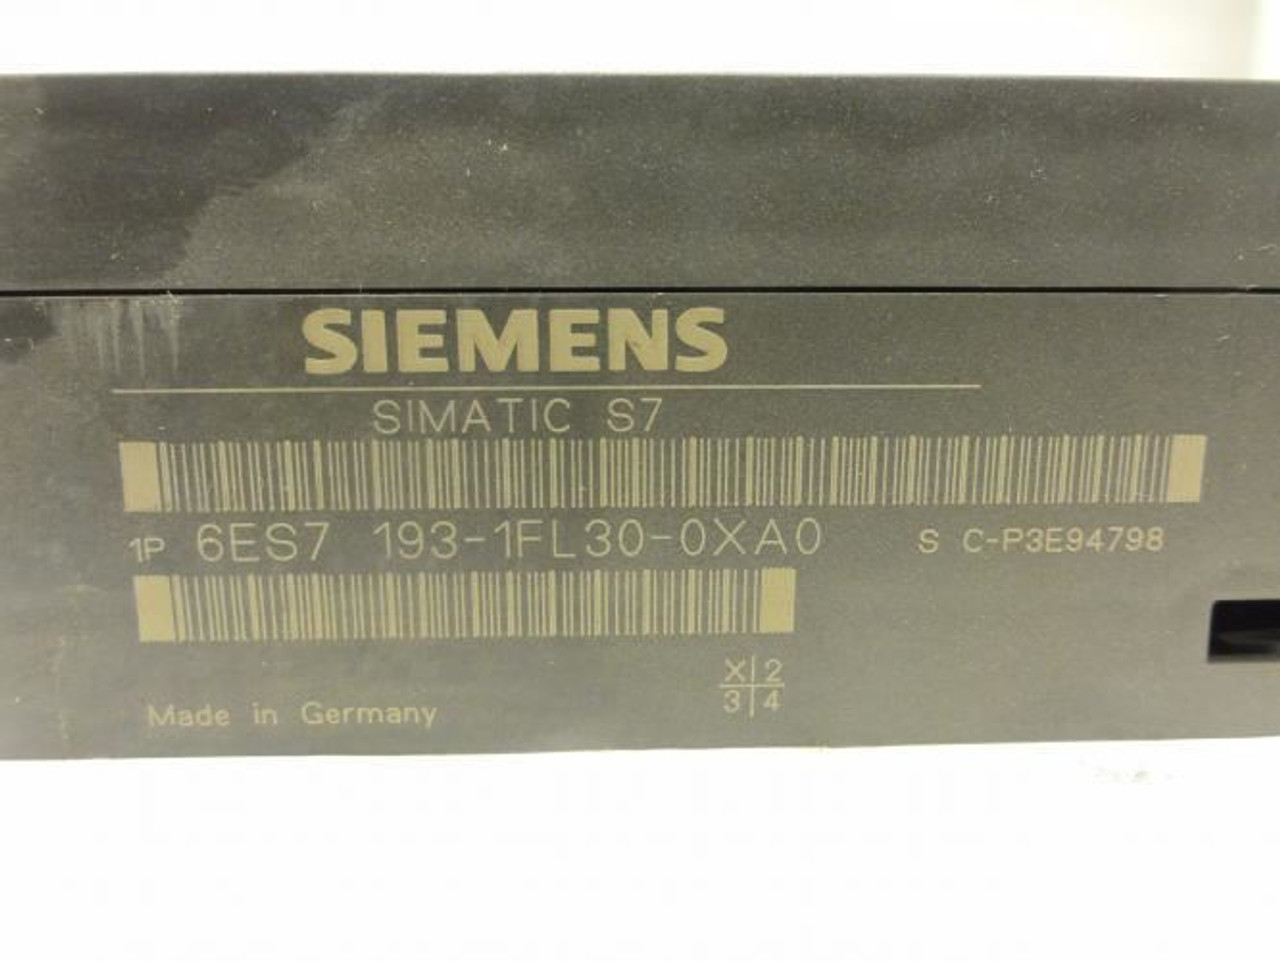 SIEMENS
SIMATIC S7
1P 6ES7 193-1FL30-0XA0 S C-P3E94798
X 2
3 4
Made in Germany